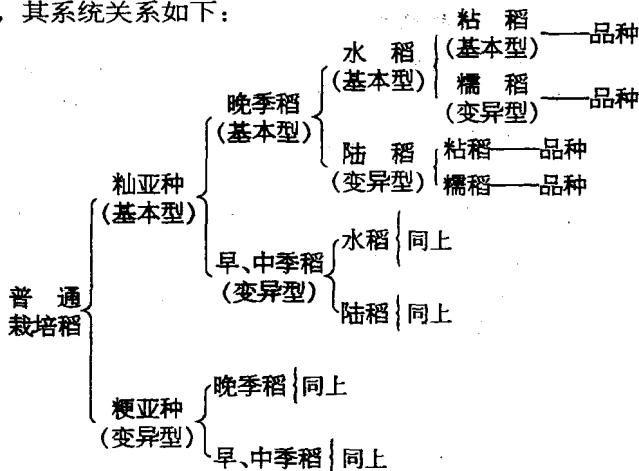 ，其系统关系如下：
粘 稻——品种
(基本型)
水 稻
(基本型)
糯 稻——品种
(变异型)
晚季稻
(基本型)
陆 稻
(变异型)
粘稻——品种
糯稻——品种
籼亚种
(基本型)
早、中季稻
(变异型)
水稻{同上
陆稻{同上
普 通
栽培稻
粳亚种
(变异型)
晚季稻{同上
早、中季稻{同上